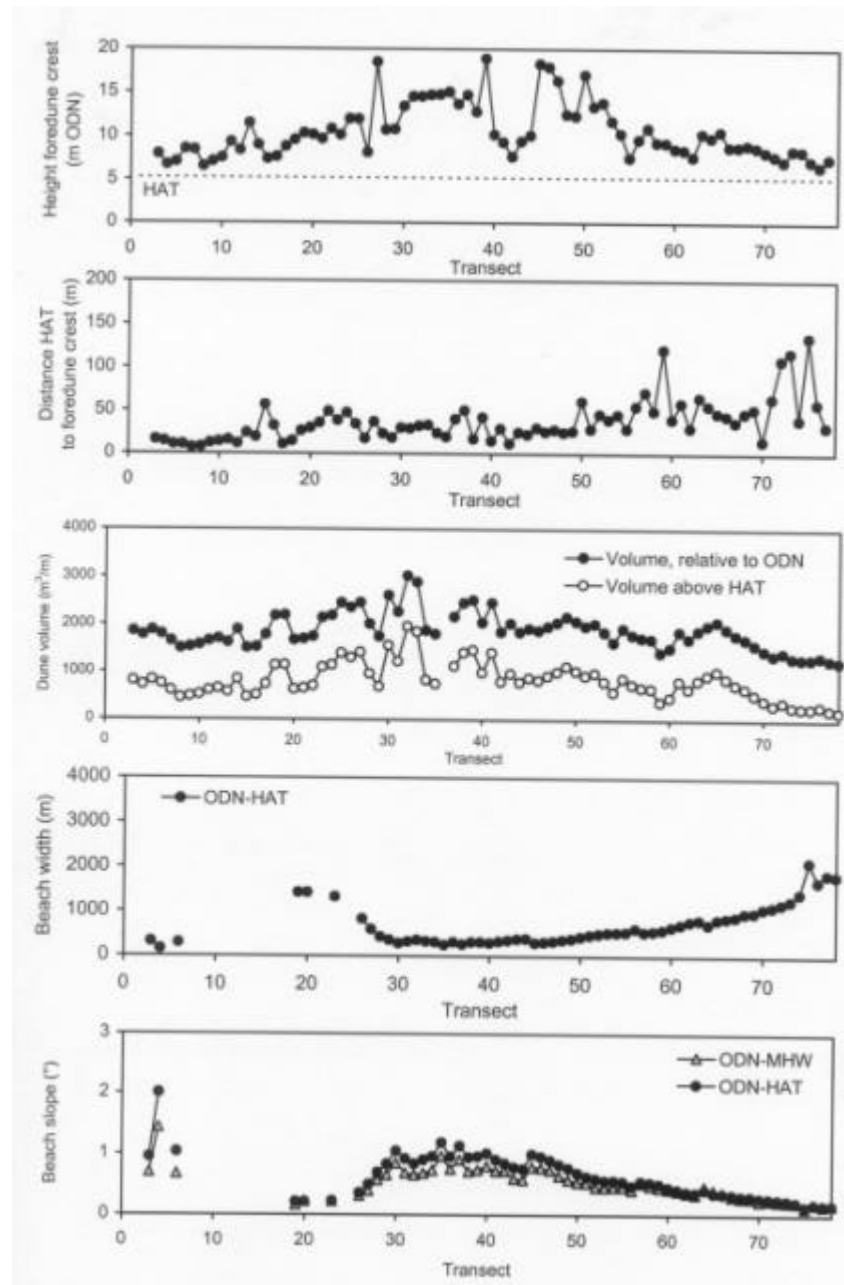 Height foredune crest
(m ODN)
20
15
10
5
0
HAT
0 10 20 30 40 50 60 70
Transect
Distance HAT
to foredune crest (m)
200
150
100
50
0
0 10 20 30 40 50 60 70
Transect
Dune volume (m³/m)
4000
3000
2000
1000
0
Volume, relative to ODN
Volume above HAT
0 10 20 30 40 50 60 70
Transect
Beach width (m)
4000
3000
2000
1000
0
ODN-HAT
0 10 20 30 40 50 60 70
Transect
Beach slope (°)
3
2
1
0
ODN-MHW
ODN-HAT
0 10 20 30 40 50 60 70
Transect